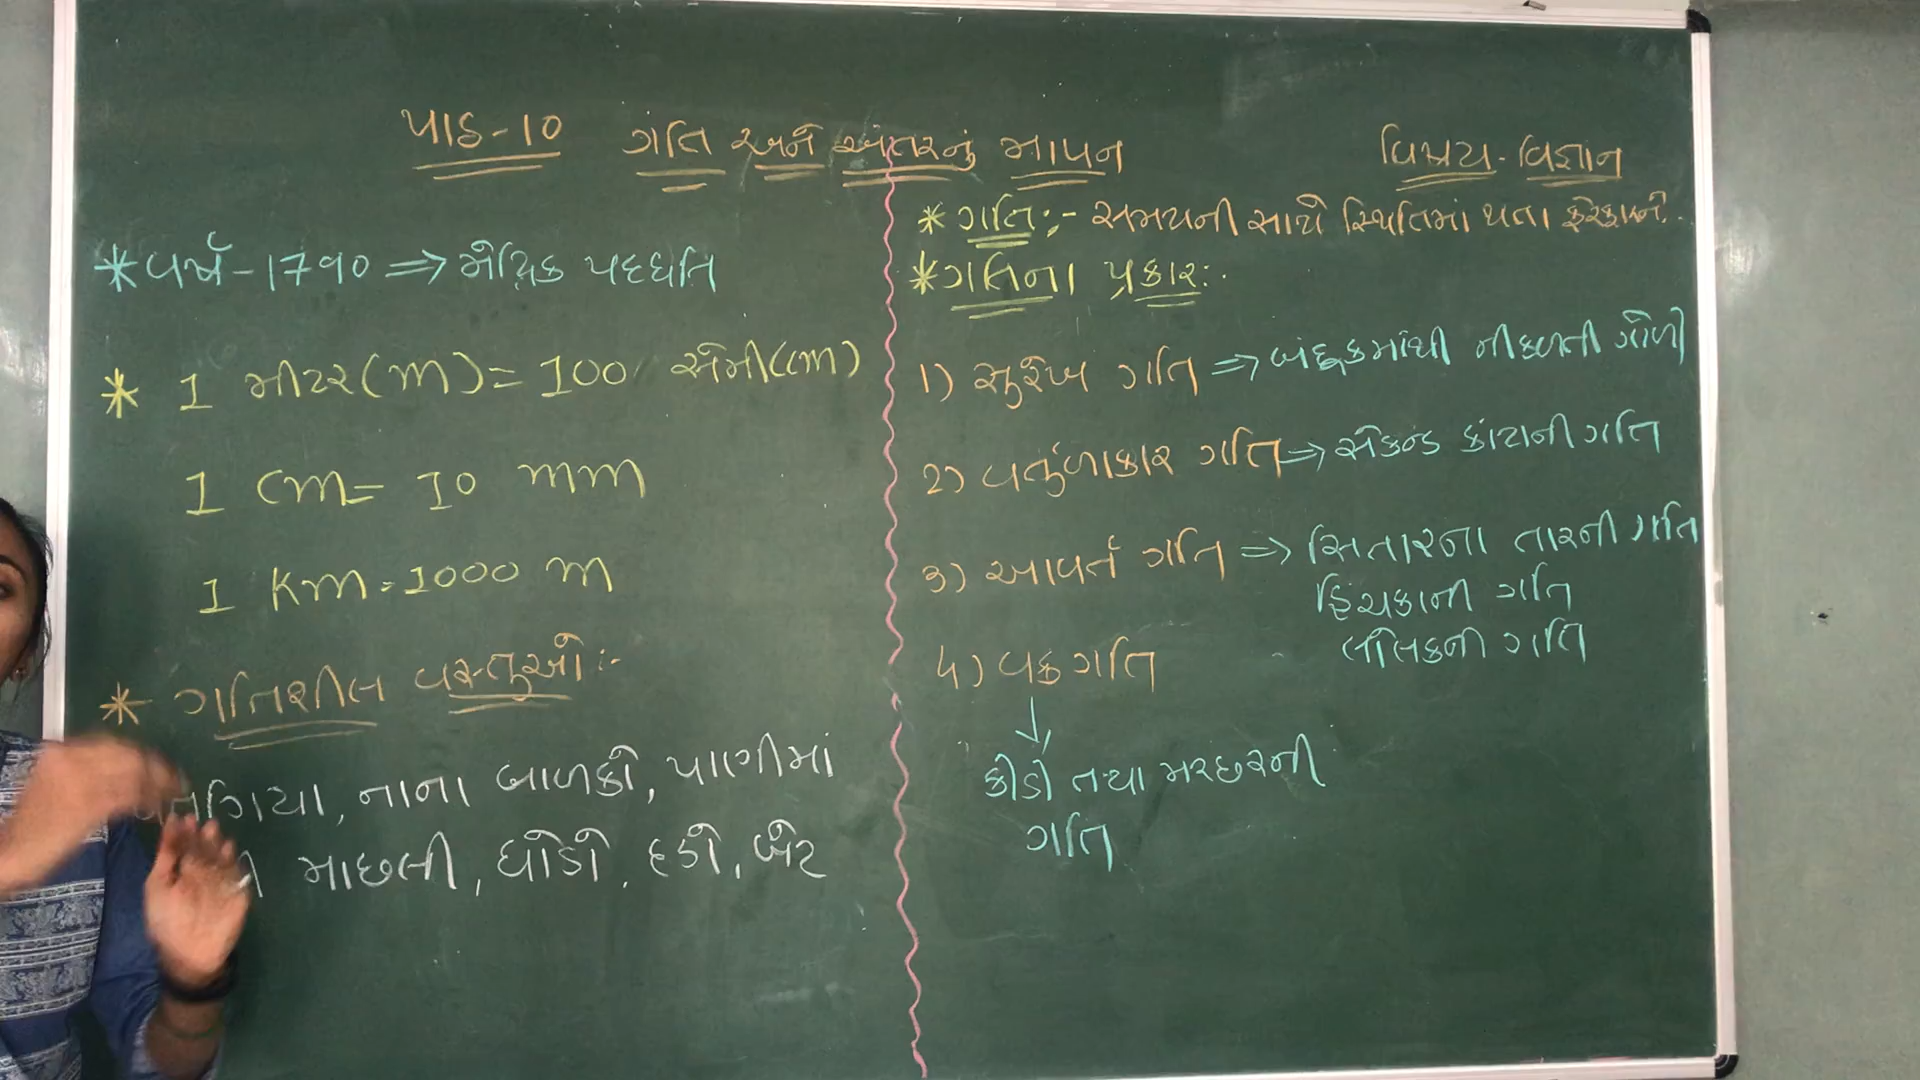 પાઠ-10 ગતિ અને અંતરનું માપન
વિષય-વિજ્ઞાન
*વર્ષ-1790 ⇒ મેટ્રિક પદ્ધતિ
* 1 મીટર(m)=100 સેમી(cm)
1 cm= 10 mm
1 Km=1000 m
* ગતિશીલ વસ્તુઓ:-
નાના બાળકો, પાણીમાં
માછલી, ઘોડો, દડો, બોટ
*ગતિ:- સમયની સાથે સ્થિતિમાં થતા ફેરફારને.
*ગતિના પ્રકાર:-
1) સુરેખ ગતિ ⇒ બંદૂકમાંથી નીકળતી ગોળી
2) વર્તુળાકાર ગતિ ⇒ સેકન્ડ કાંટાની ગતિ
3) આવર્ત ગતિ ⇒ સિતારના તારની ગતિ
હિંચકાની ગતિ
લોલકની ગતિ
4) વક્ર ગતિ
↓
કીડી તથા મચ્છરની
ગતિ